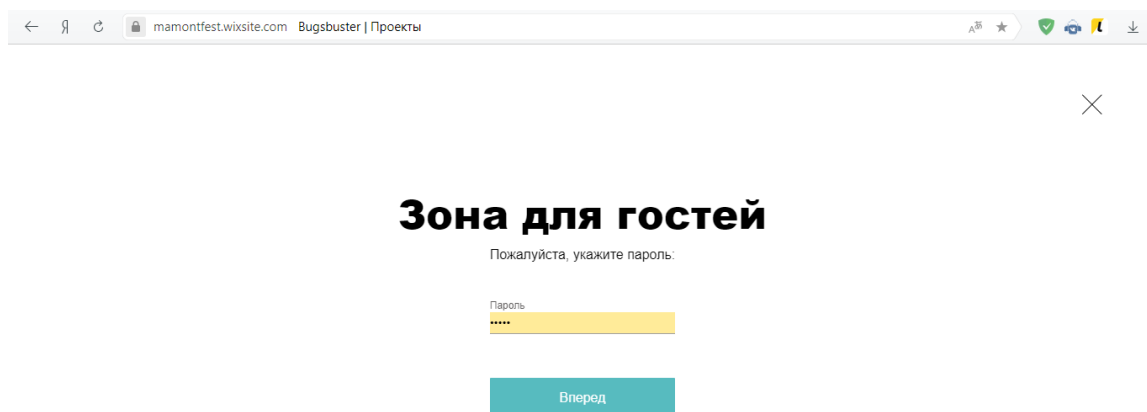 Я mamontfest.wixsite.com Bugsbuster | Проекты
Зона для гостей
Пожалуйста, укажите пароль:
Пароль
•••••
Вперед